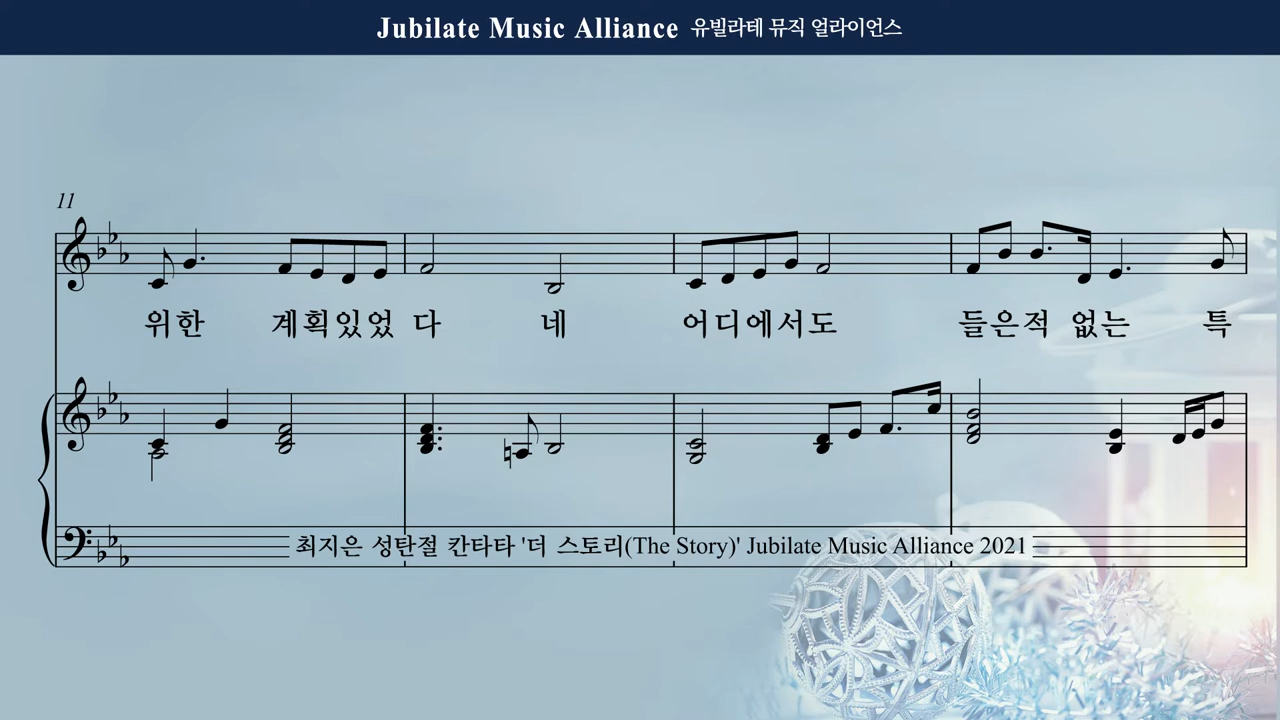 Jubilate Music Alliance 유빌라테 뮤직 얼라이언스
11
위한 계획있었 다 네 어디에서도 들은적 없는 특
최지은 성탄절 칸타타 '더 스토리(The Story)' Jubilate Music Alliance 2021